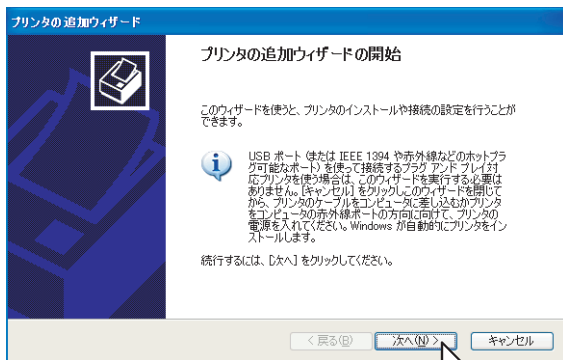 プリンタの追加ウィザード
プリンタの追加ウィザードの開始
このウィザードを使うと、プリンタのインストールや接続の設定を行うことが
できます。
USB ポート (または IEEE 1394 や赤外線などのホットプラ
グ可能なポート) を使って接続するプラグ アンド プレイ対
応プリンタを使う場合は、このウィザードを実行する必要は
ありません。[キャンセル] をクリックしこのウィザードを閉じて
から、プリンタのケーブルをコンピュータに差し込むかプリンタ
をコンピュータの赤外線ポートの方向に向けて、プリンタの
電源を入れてください。Windows が自動的にプリンタをイン
ストールします。
続行するには、[次へ] をクリックしてください。
< 戻る(B) 次へ(N) > キャンセル